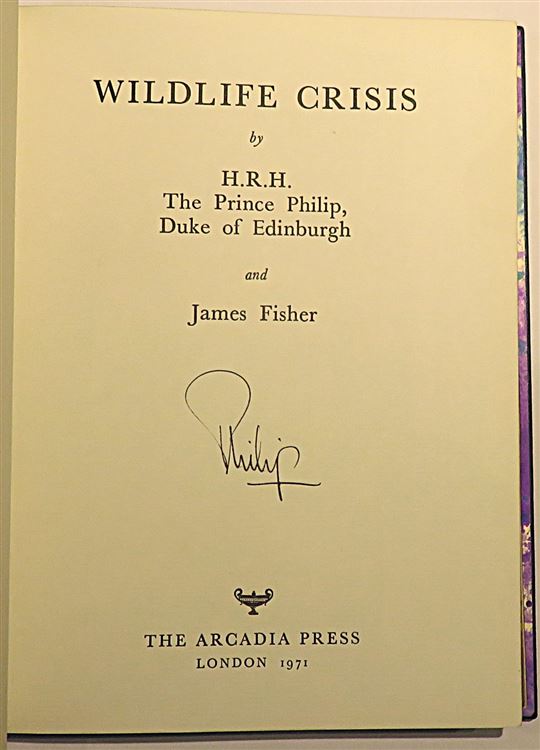 WILDLIFE CRISIS
by
H.R.H.
The Prince Philip,
Duke of Edinburgh
and
James Fisher
Philip
THE ARCADIA PRESS
LONDON 1971